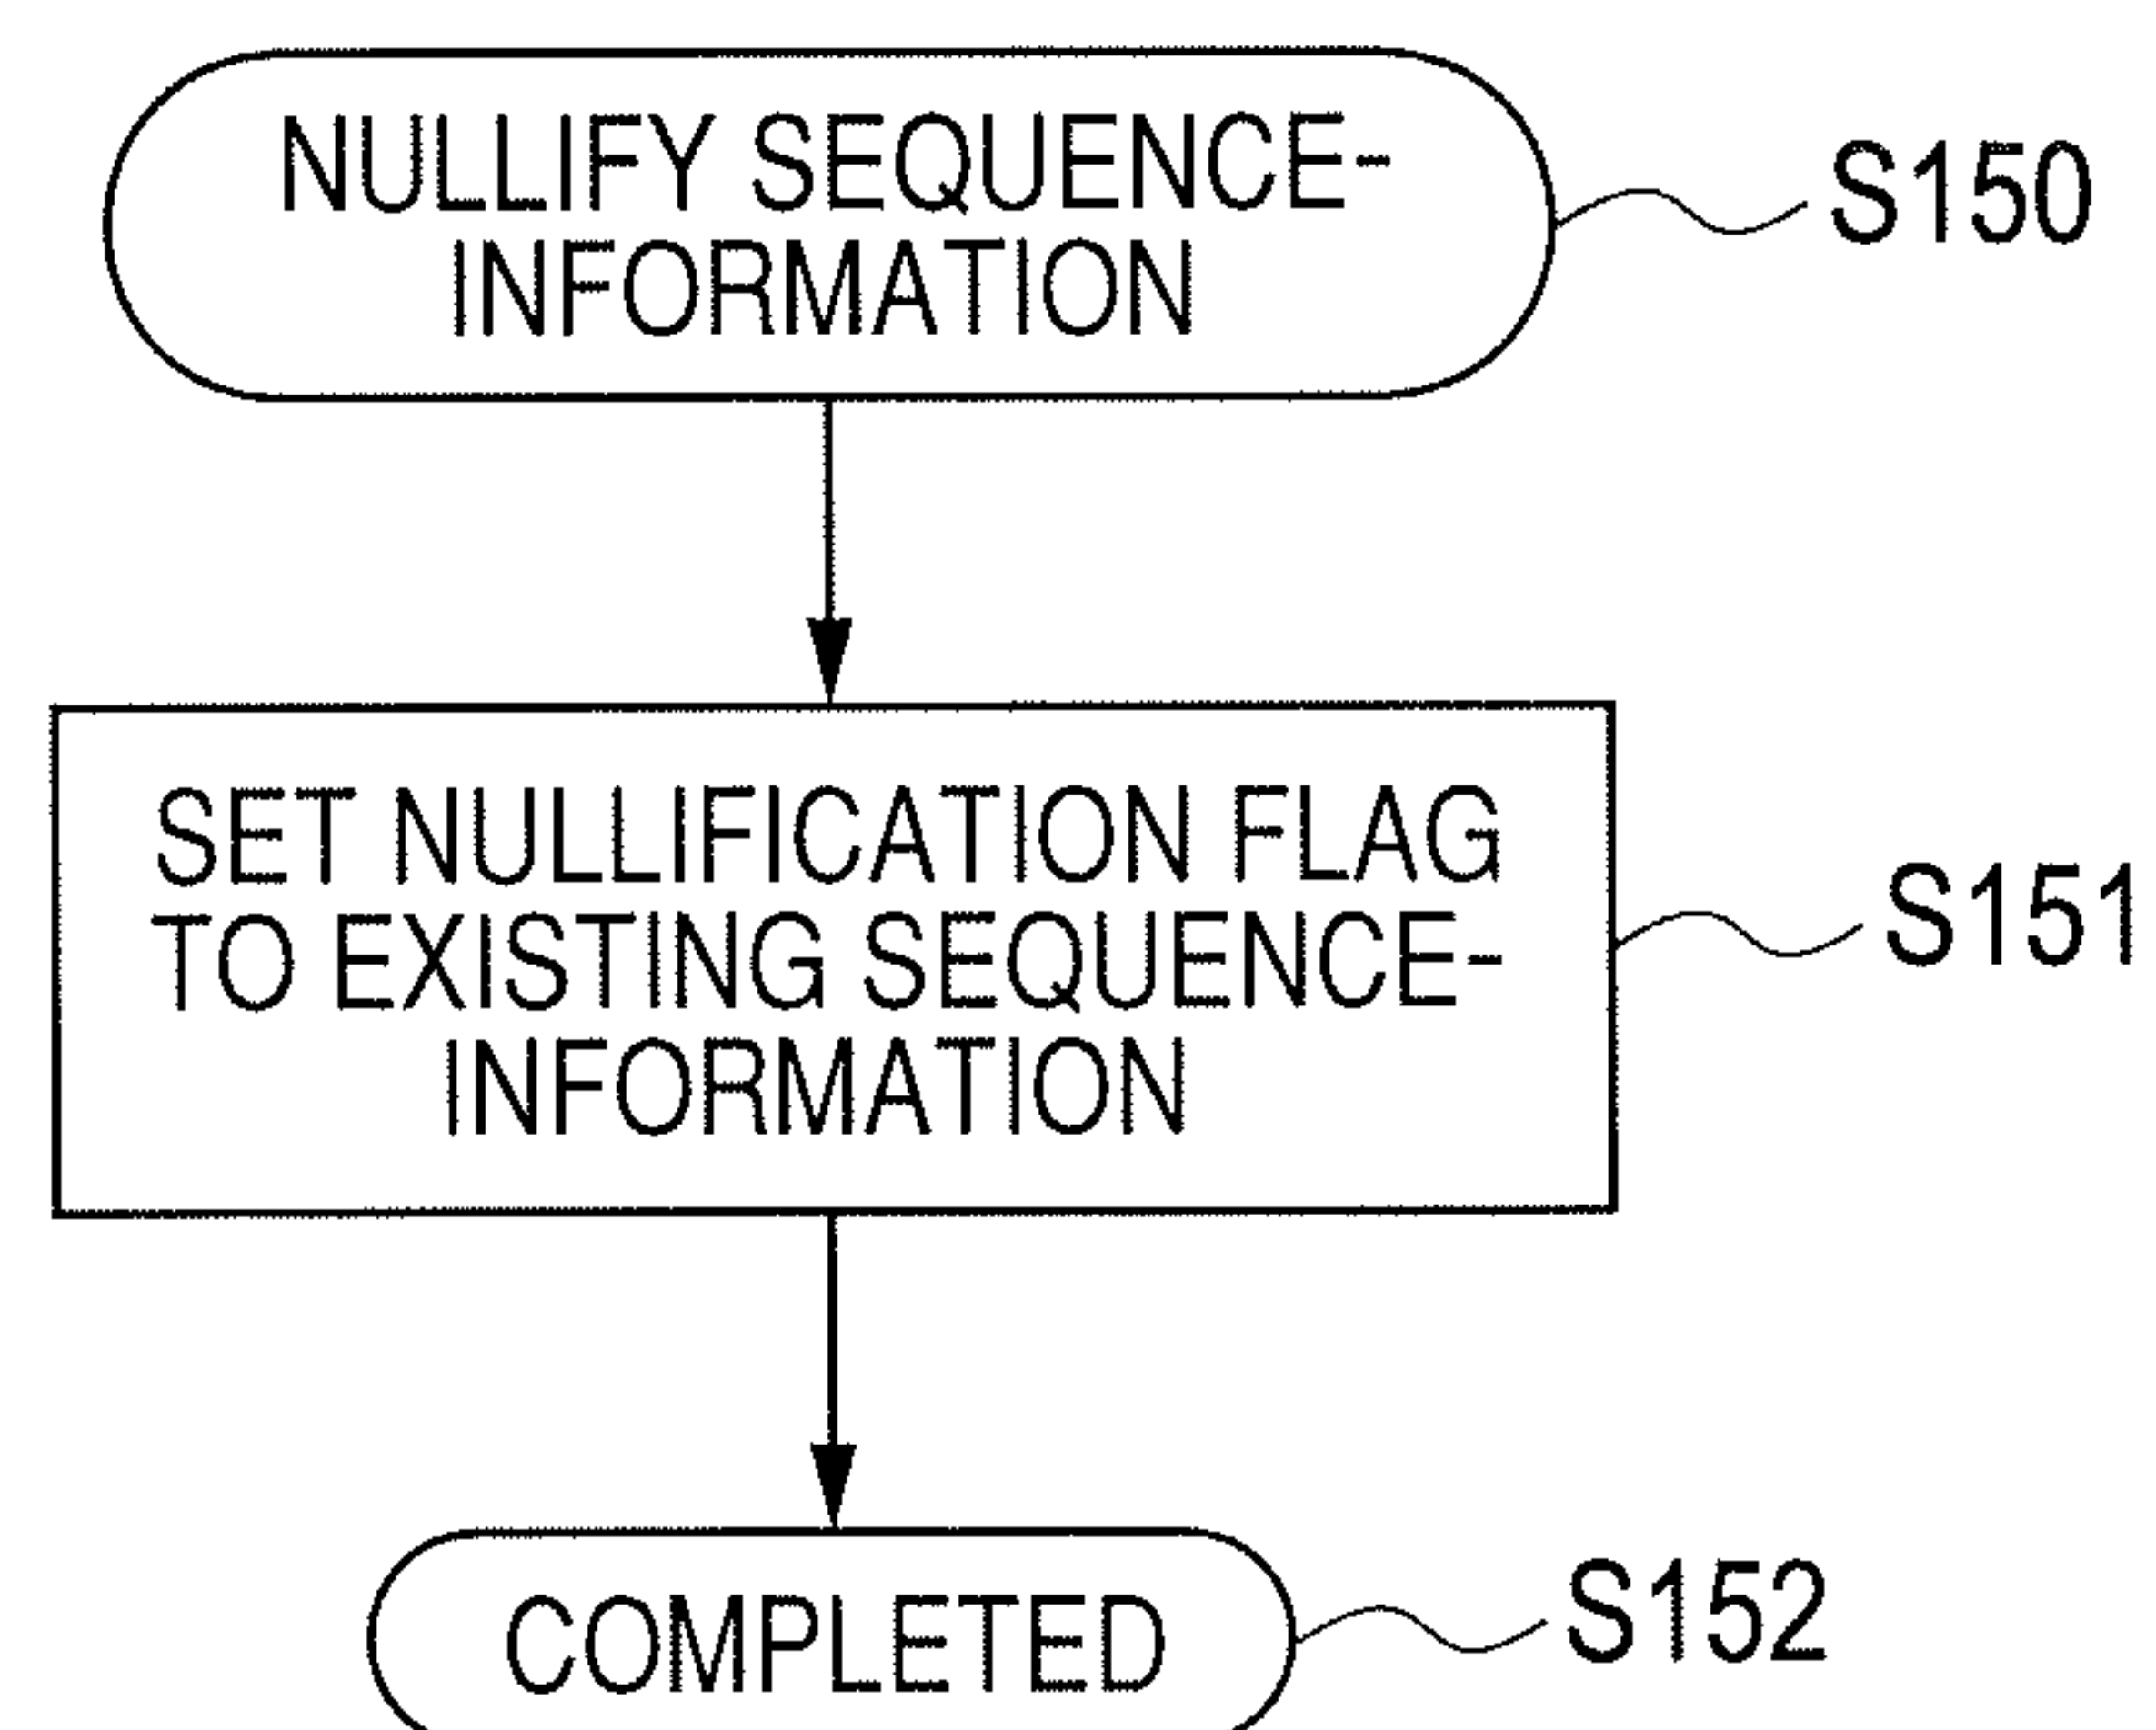 NULLIFY SEQUENCE-
INFORMATION
S150
SET NULLIFICATION FLAG
TO EXISTING SEQUENCE-
INFORMATION
S151
COMPLETED
S152